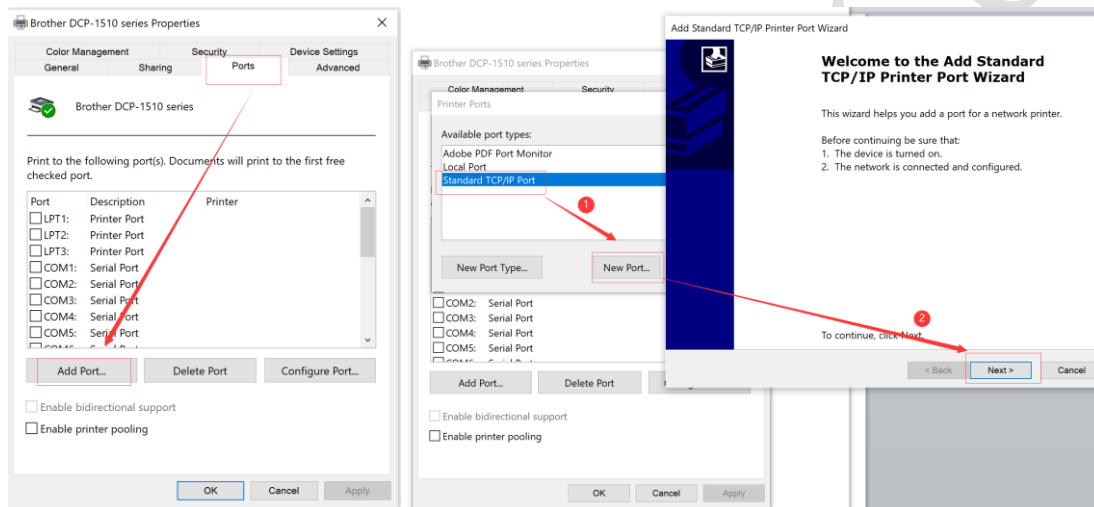 Brother DCP-1510 series Properties
Color Management Security Device Settings
General Sharing Ports Advanced
Brother DCP-1510 series
Print to the following port(s). Documents will print to the first free
checked port.
Port Description Printer
LPT1: Printer Port
LPT2: Printer Port
LPT3: Printer Port
COM1: Serial Port
COM2: Serial Port
COM3: Serial Port
COM4: Serial Port
COM5: Serial Port
Add Port... Delete Port Configure Port...
Enable bidirectional support
Enable printer pooling
OK Cancel Apply
Brother DCP-1510 series Properties
Color Management Security
Printer Ports
Available port types:
Adobe PDF Port Monitor
Local Port
Standard TCP/IP Port
1
New Port Type... New Port...
COM2: Serial Port
COM3: Serial Port
COM4: Serial Port
COM5: Serial Port
Add Port... Delete Port
Enable bidirectional support
Enable printer pooling
OK Cancel Apply
Add Standard TCP/IP Printer Port Wizard
Welcome to the Add Standard
TCP/IP Printer Port Wizard
This wizard helps you add a port for a network printer.
Before continuing be sure that:
1. The device is turned on.
2. The network is connected and configured.
2
To continue, click Next.
< Back Next > Cancel